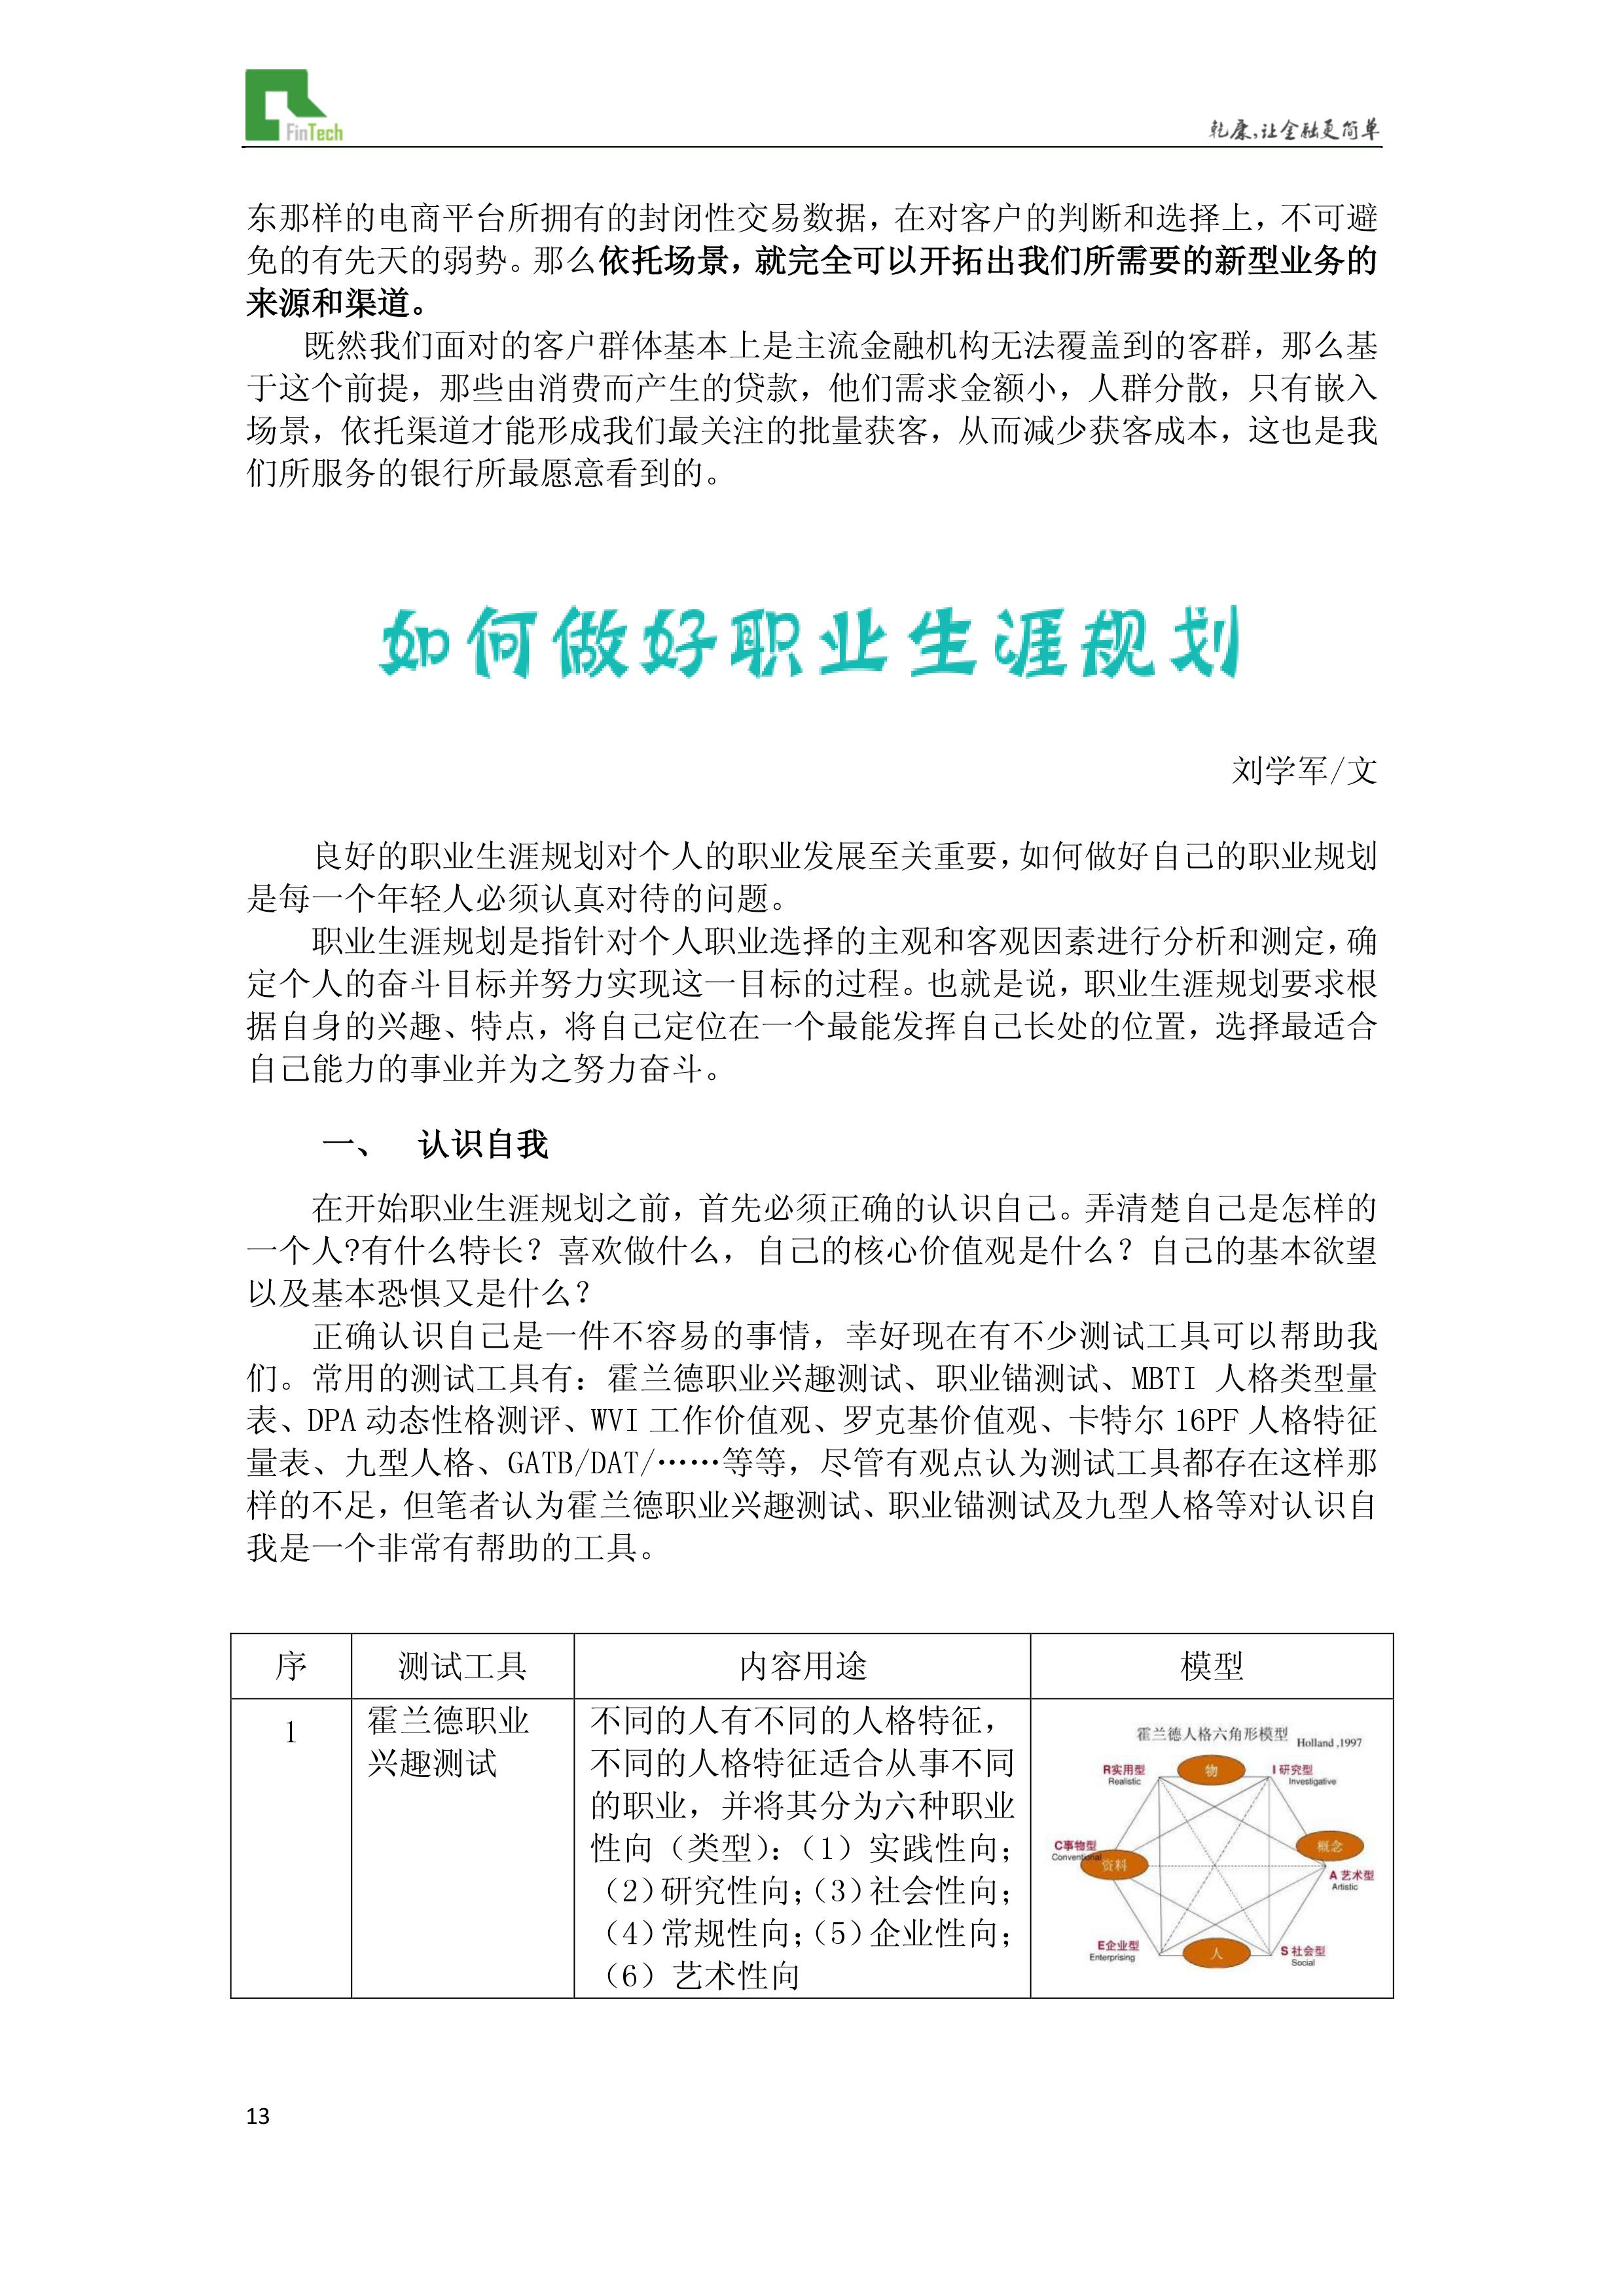 FinTech
乾康,让金融更简单
东那样的电商平台所拥有的封闭性交易数据，在对客户的判断和选择上，不可避
免的有先天的弱势。那么依托场景，就完全可以开拓出我们所需要的新型业务的
来源和渠道。
既然我们面对的客户群体基本上是主流金融机构无法覆盖到的客群，那么基
于这个前提，那些由消费而产生的贷款，他们需求金额小，人群分散，只有嵌入
场景，依托渠道才能形成我们最关注的批量获客，从而减少获客成本，这也是我
们所服务的银行所最愿意看到的。
如何做好职业生涯规划
刘学军/文
良好的职业生涯规划对个人的职业发展至关重要，如何做好自己的职业规划
是每一个年轻人必须认真对待的问题。
职业生涯规划是指针对个人职业选择的主观和客观因素进行分析和测定，确
定个人的奋斗目标并努力实现这一目标的过程。也就是说，职业生涯规划要求根
据自身的兴趣、特点，将自己定位在一个最能发挥自己长处的位置，选择最适合
自己能力的事业并为之努力奋斗。
一、 认识自我
在开始职业生涯规划之前，首先必须正确的认识自己。弄清楚自己是怎样的
一个人?有什么特长？喜欢做什么，自己的核心价值观是什么？自己的基本欲望
以及基本恐惧又是什么？
正确认识自己是一件不容易的事情，幸好现在有不少测试工具可以帮助我
们。常用的测试工具有：霍兰德职业兴趣测试、职业锚测试、MBTI 人格类型量
表、DPA 动态性格测评、WVI 工作价值观、罗克基价值观、卡特尔 16PF 人格特征
量表、九型人格、GATB/DAT/……等等，尽管有观点认为测试工具都存在这样那
样的不足，但笔者认为霍兰德职业兴趣测试、职业锚测试及九型人格等对认识自
我是一个非常有帮助的工具。
序 测试工具 内容用途 模型
1
霍兰德职业
兴趣测试
不同的人有不同的人格特征，
不同的人格特征适合从事不同
的职业，并将其分为六种职业
性向（类型）：（1）实践性向；
（2）研究性向；（3）社会性向；
（4）常规性向；（5）企业性向；
（6）艺术性向
霍兰德人格六角形模型 Holland ,1997
R实用型
Realistic
物
I 研究型
Investigative
C事物型
Conventional
资料
概念
A 艺术型
Artistic
E企业型
Enterprising
人
S 社会型
Social
13